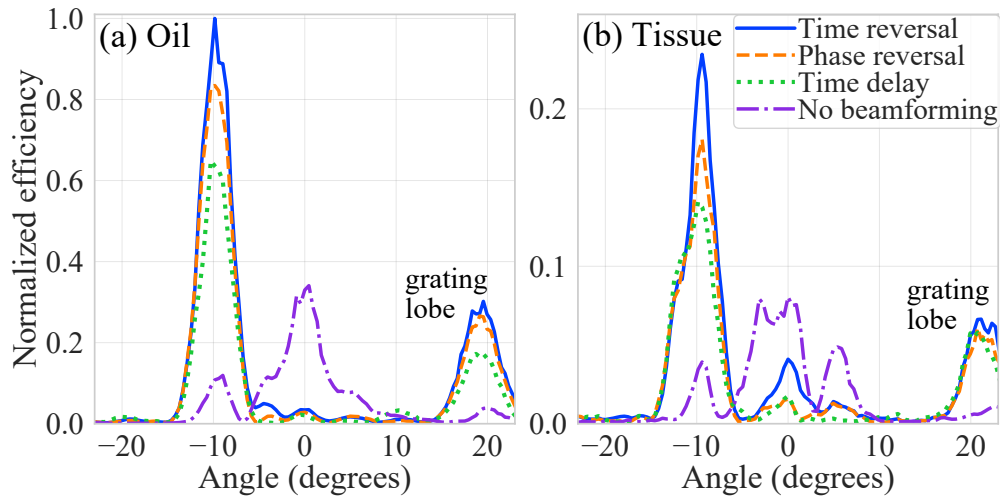 (a) Oil
Normalized efficiency
1.0
0.8
0.6
0.4
0.2
0.0
grating
lobe
−20
−10
0
10
20
Angle (degrees)
(b) Tissue
Time reversal
Phase reversal
Time delay
No beamforming
0.2
0.1
0.0
grating
lobe
−20
−10
0
10
20
Angle (degrees)